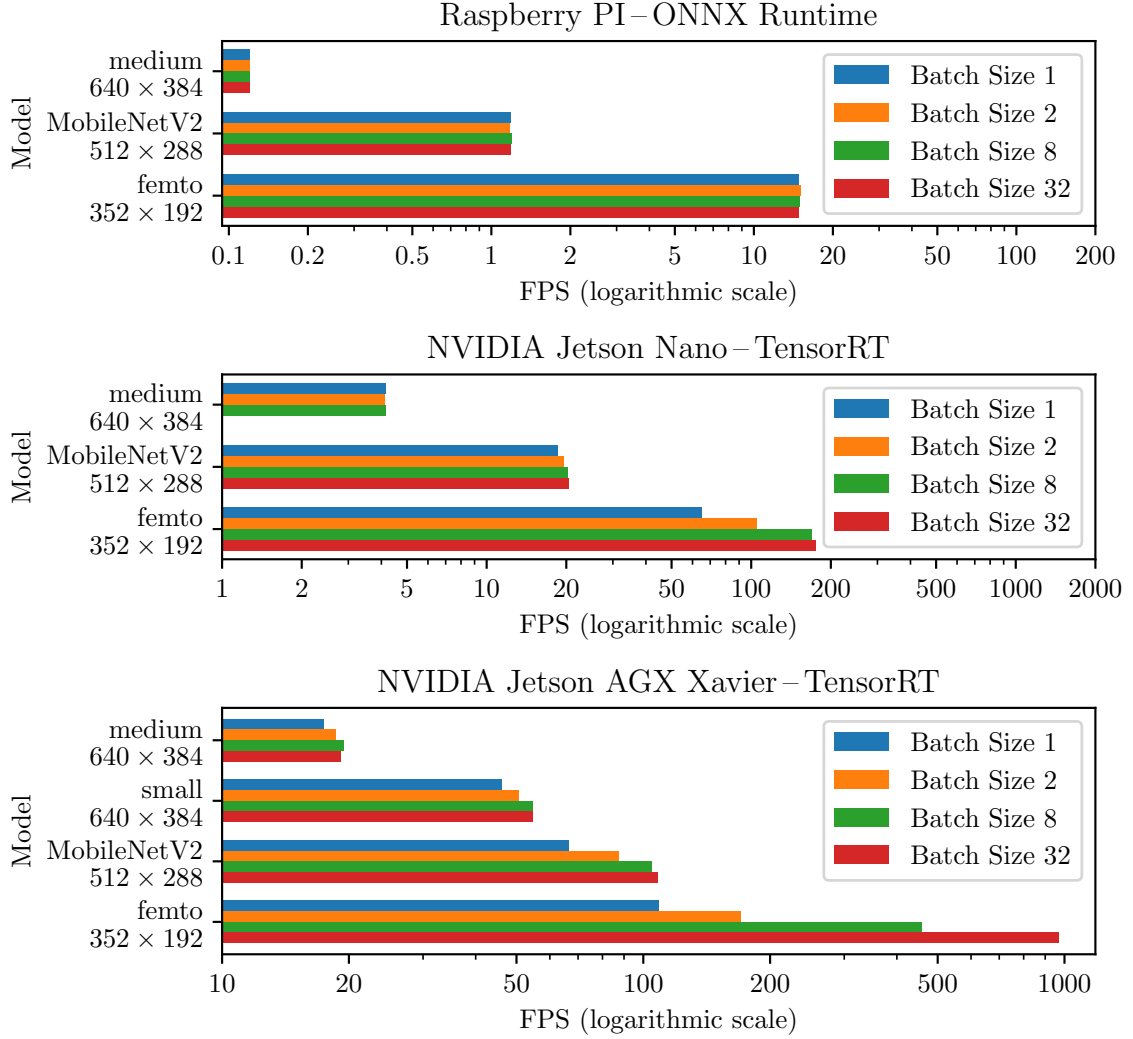 Raspberry PI – ONNX Runtime
Model
medium
640 × 384
MobileNetV2
512 × 288
femto
352 × 192
Batch Size 1
Batch Size 2
Batch Size 8
Batch Size 32
0.1 0.2 0.5 1 2 5 10 20 50 100 200
FPS (logarithmic scale)
NVIDIA Jetson Nano – TensorRT
Model
medium
640 × 384
MobileNetV2
512 × 288
femto
352 × 192
Batch Size 1
Batch Size 2
Batch Size 8
Batch Size 32
1 2 5 10 20 50 100 200 500 1000 2000
FPS (logarithmic scale)
NVIDIA Jetson AGX Xavier – TensorRT
Model
medium
640 × 384
small
640 × 384
MobileNetV2
512 × 288
femto
352 × 192
Batch Size 1
Batch Size 2
Batch Size 8
Batch Size 32
10 20 50 100 200 500 1000
FPS (logarithmic scale)